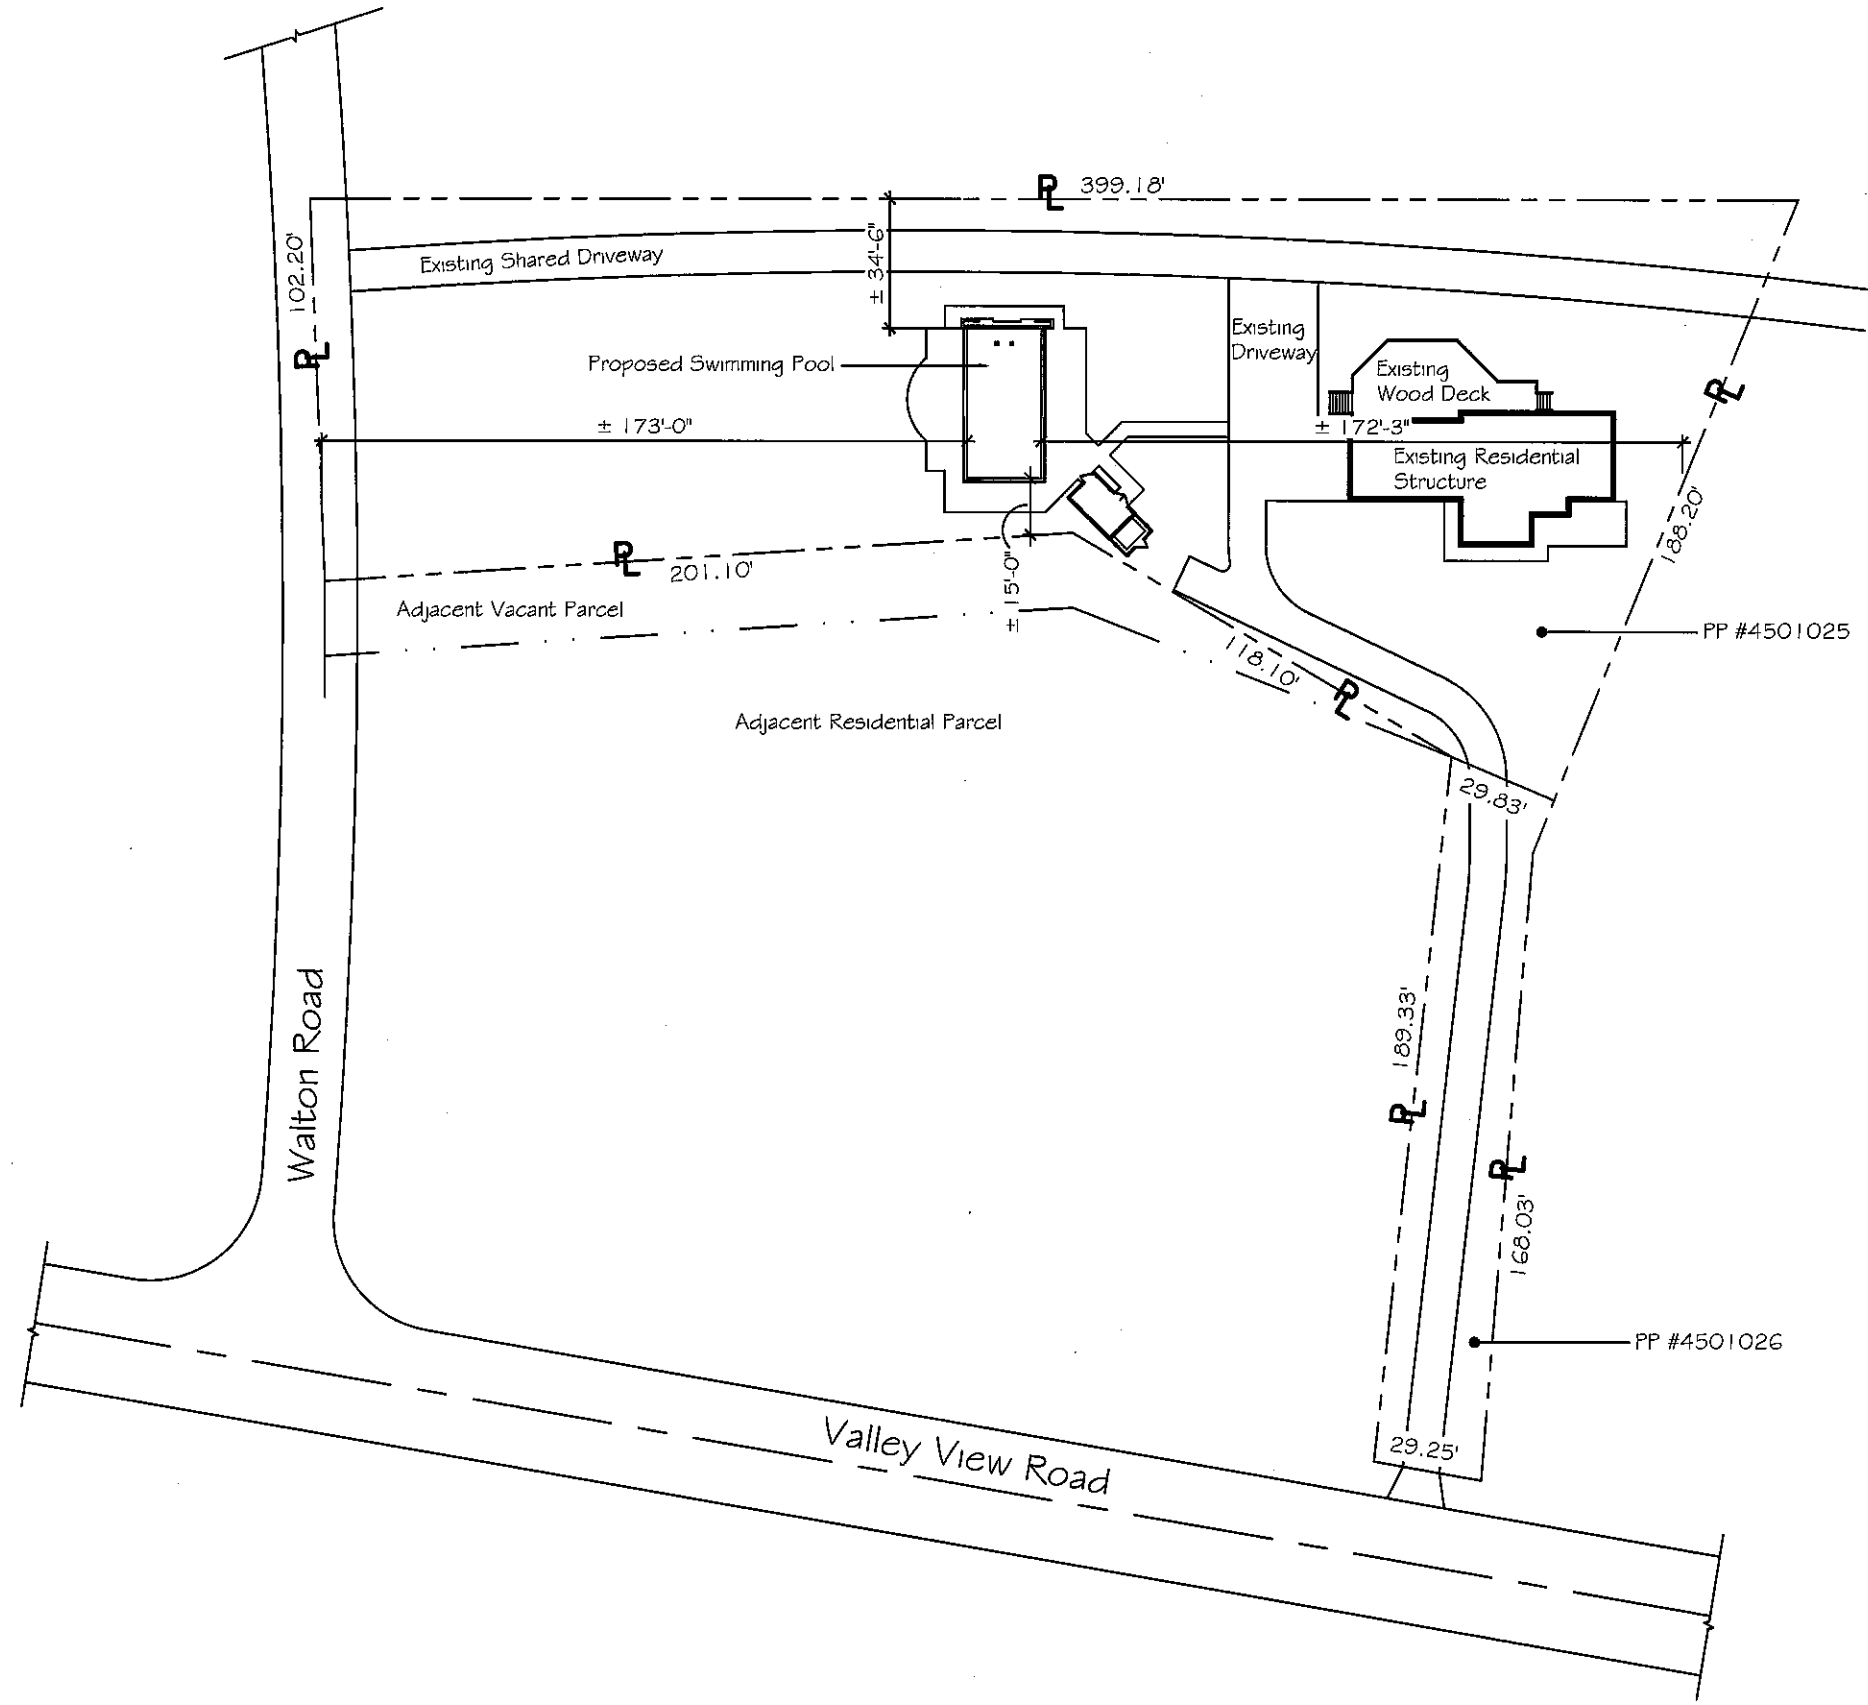 PL 399.18'
102.20'
Existing Shared Driveway
± 34'-6"
Existing
Driveway
PL
Proposed Swimming Pool
Existing
Wood Deck
PL
± 173'-0"
± 172'-3"
Existing Residential
Structure
188.20'
PL
201.10'
± 15'-0"
Adjacent Vacant Parcel
PP #4501025
118.10'
PL
Adjacent Residential Parcel
29.83'
189.33'
Walton Road
PL
PL
168.03'
PP #4501026
29.25'
Valley View Road